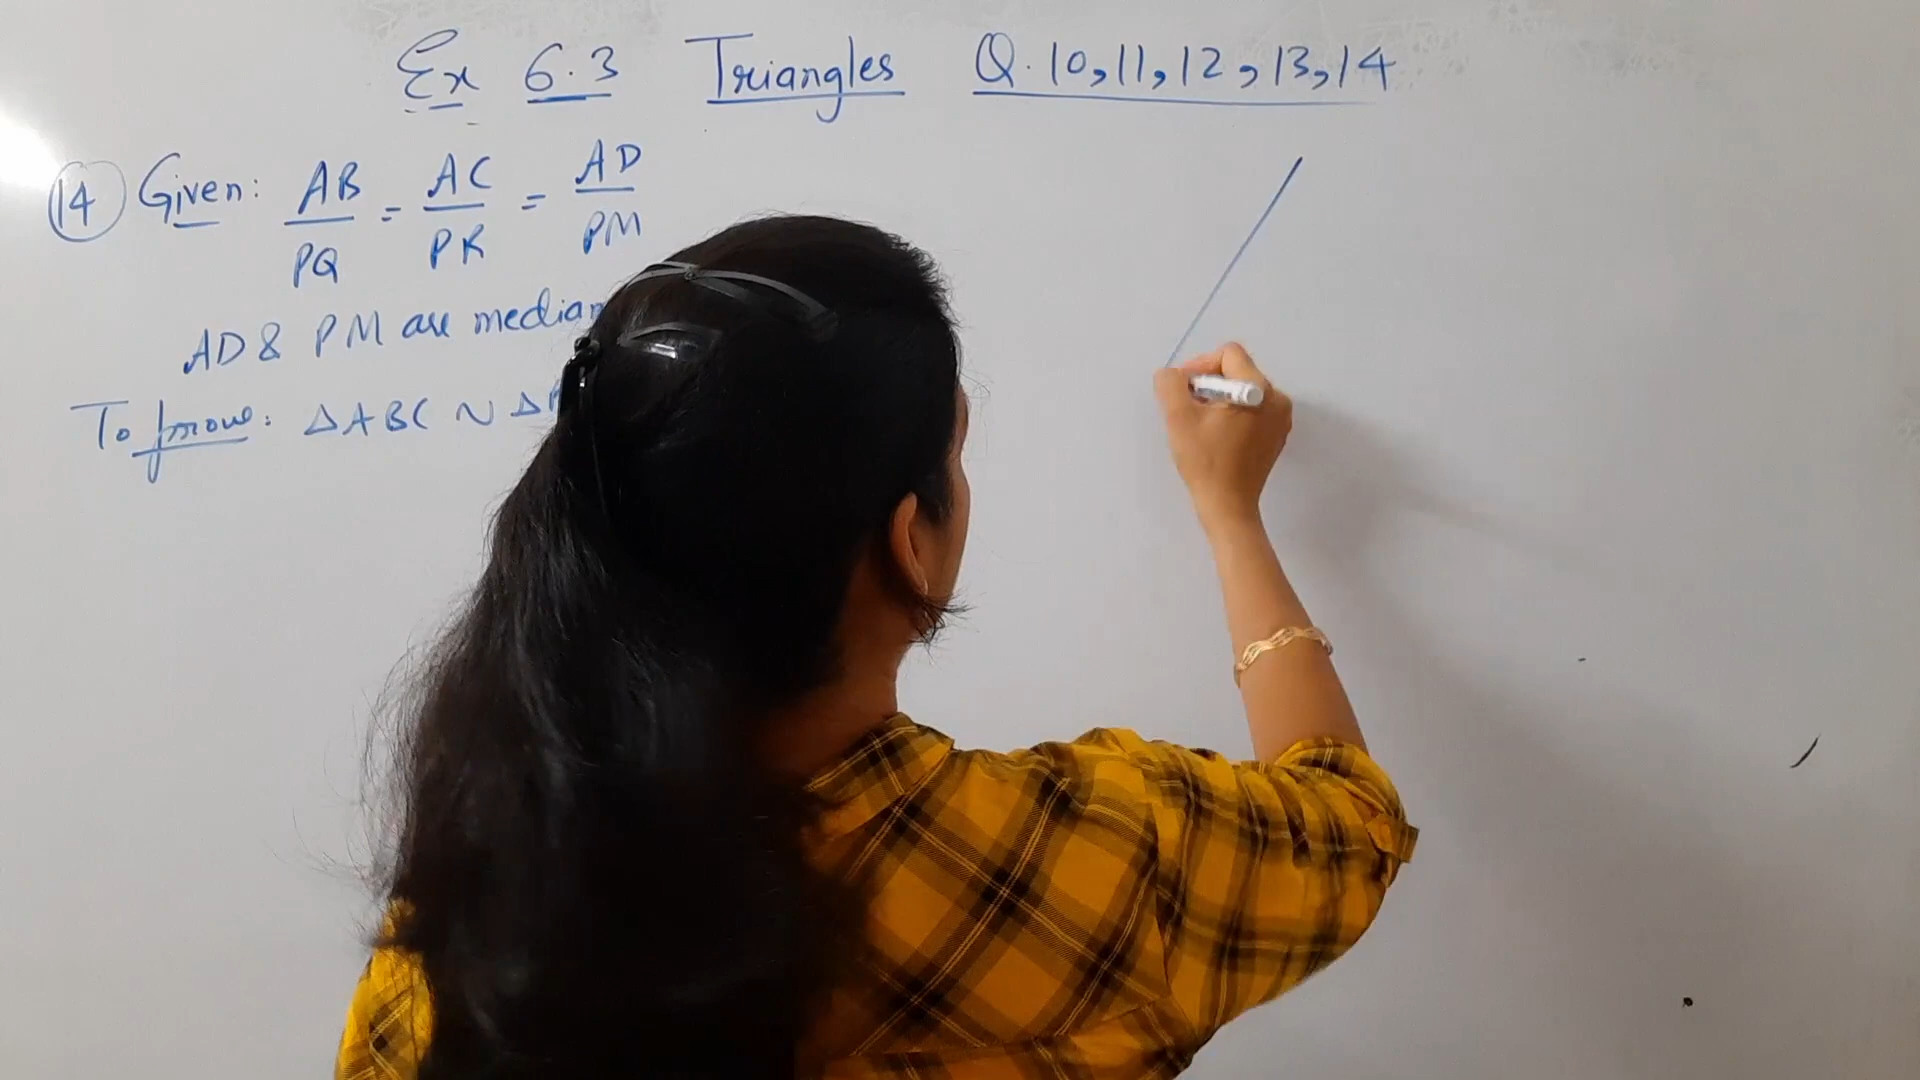 Ex 6.3 Triangles Q. 10, 11, 12, 13, 14
14 Given: AB/PQ = AC/PR = AD/PM
AD & PM are median
To prove: △ABC ~ △